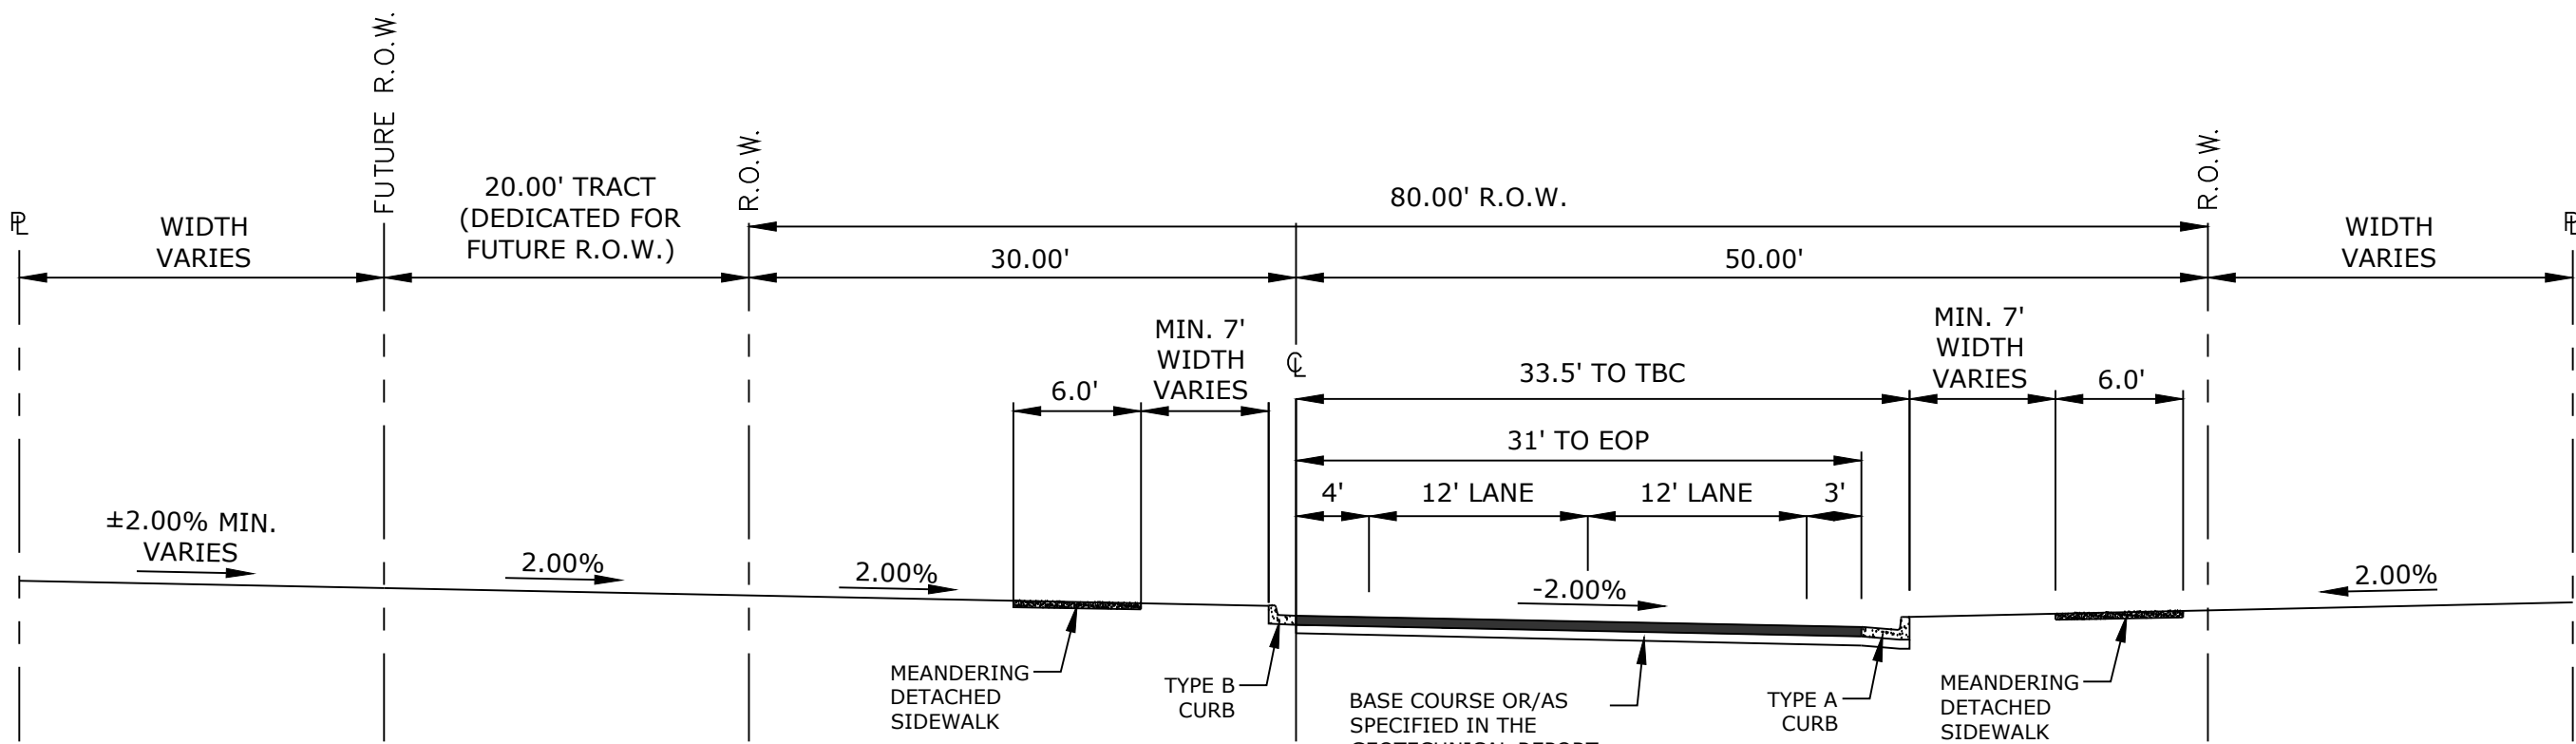 FUTURE R.O.W.
R.O.W.
R.O.W.
℄
WIDTH
VARIES
20.00' TRACT
(DEDICATED FOR
FUTURE R.O.W.)
80.00' R.O.W.
30.00'
50.00'
WIDTH
VARIES
MIN. 7'
WIDTH
VARIES
6.0'
33.5' TO TBC
MIN. 7'
WIDTH
VARIES
6.0'
31' TO EOP
4'
12' LANE
12' LANE
3'
±2.00% MIN.
VARIES
2.00%
2.00%
-2.00%
2.00%
MEANDERING
DETACHED
SIDEWALK
TYPE B
CURB
BASE COURSE OR/AS
SPECIFIED IN THE
GEOTECHNICAL REPORT
TYPE A
CURB
MEANDERING
DETACHED
SIDEWALK